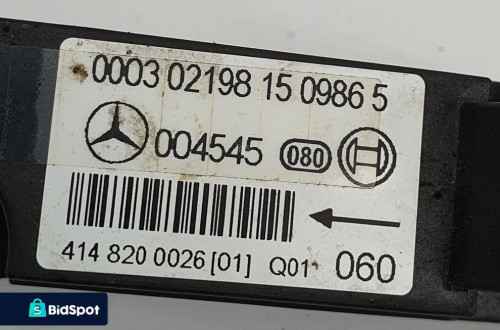 0003 02198 15 0986 5
004545 080
414 820 0026 [01] Q01 060
BidSpot